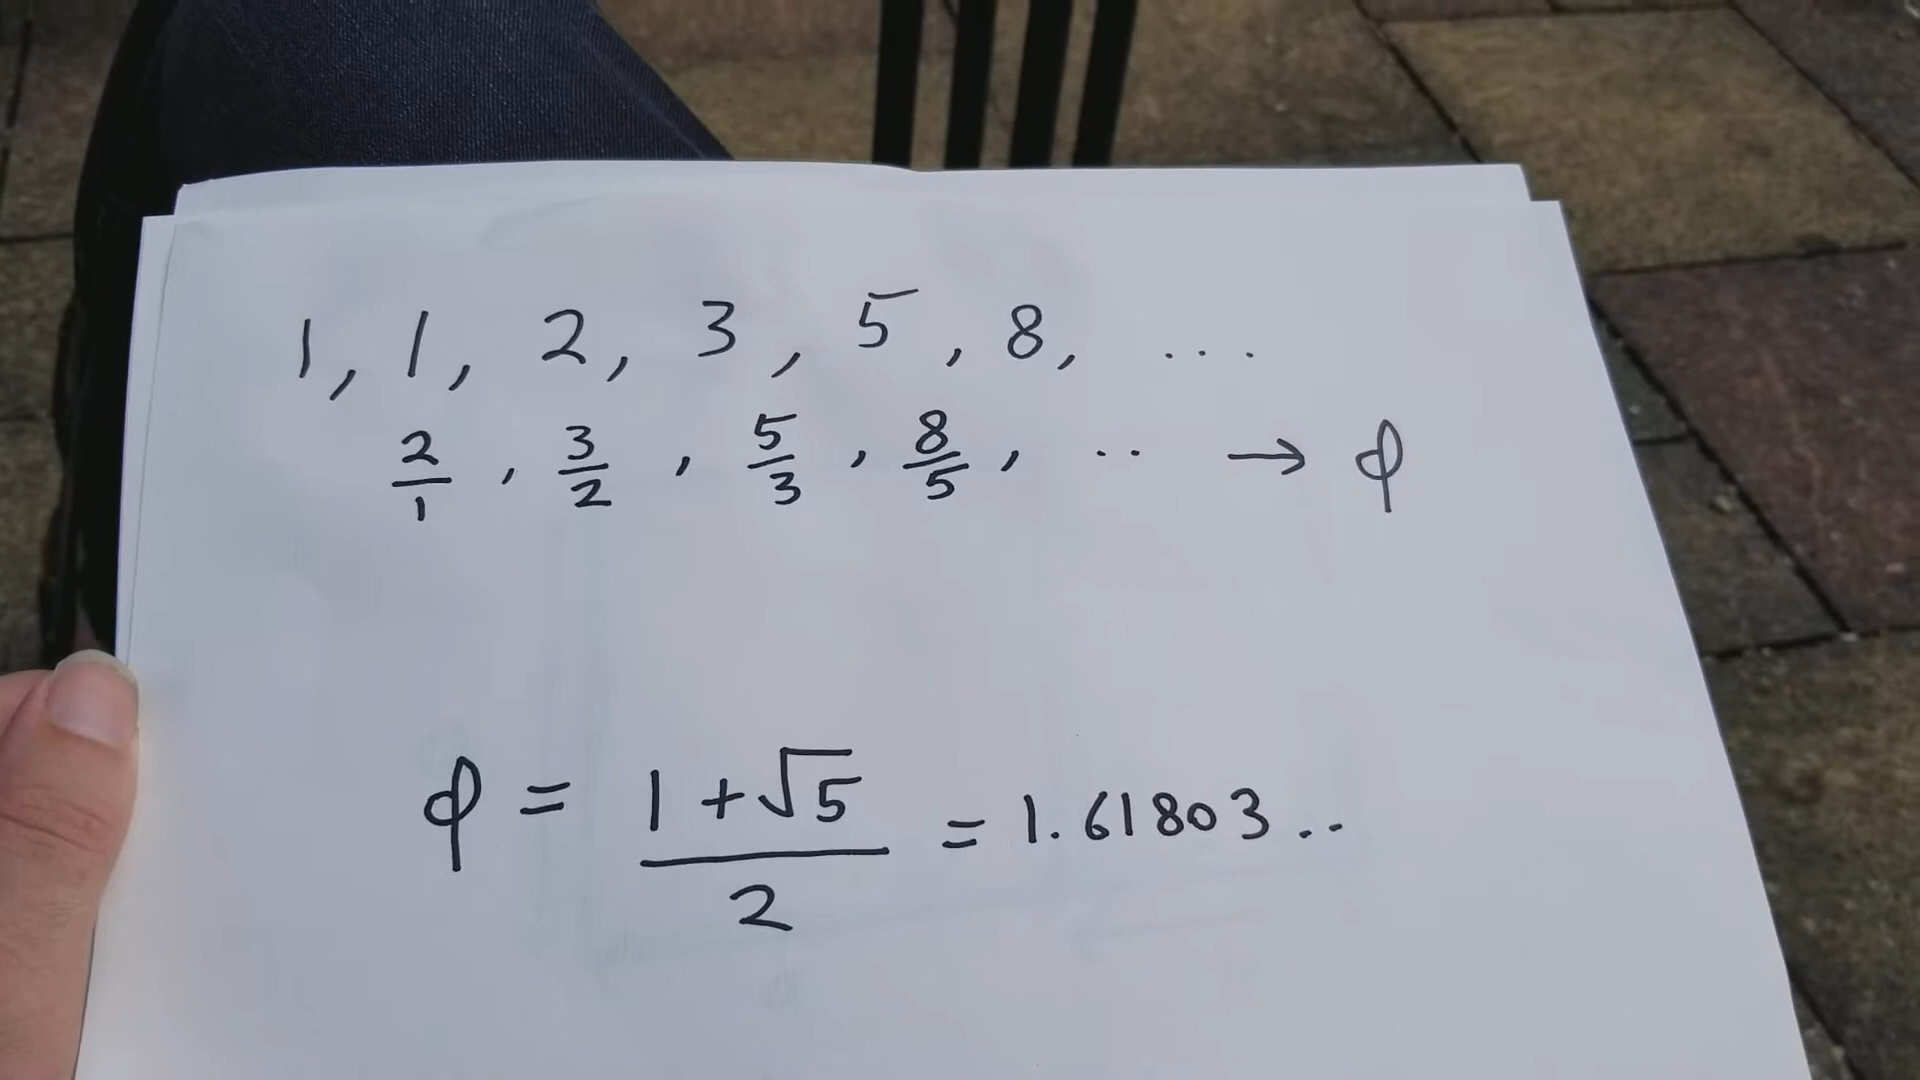 1, 1, 2, 3, 5, 8, ...
2/1, 3/2, 5/3, 8/5, .. → φ
φ = (1+√5)/2 = 1.61803..